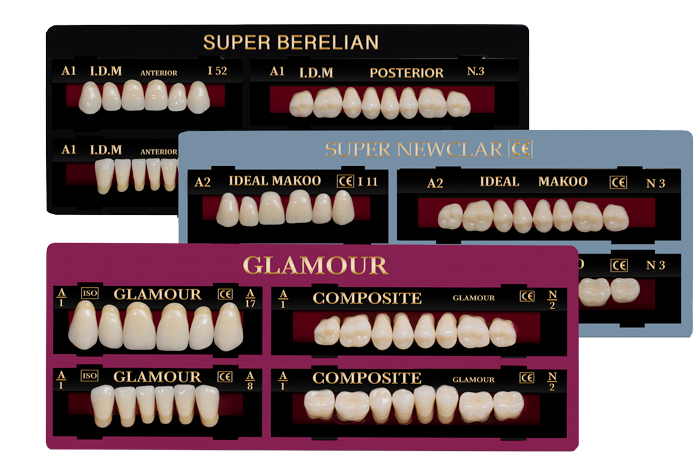 SUPER BERELIAN
A1 I.D.M ANTERIOR I 52
A1 I.D.M POSTERIOR N.3
A1 I.D.M ANTERIOR
SUPER NEWCLAR CE
A2 IDEAL MAKOO CE I 11
A2 IDEAL MAKOO CE N 3
O CE N 3
GLAMOUR
A/1 ISO GLAMOUR CE A/17
A/1 COMPOSITE GLAMOUR CE N/2
A/1 ISO GLAMOUR CE A/8
A/1 COMPOSITE GLAMOUR CE N/2